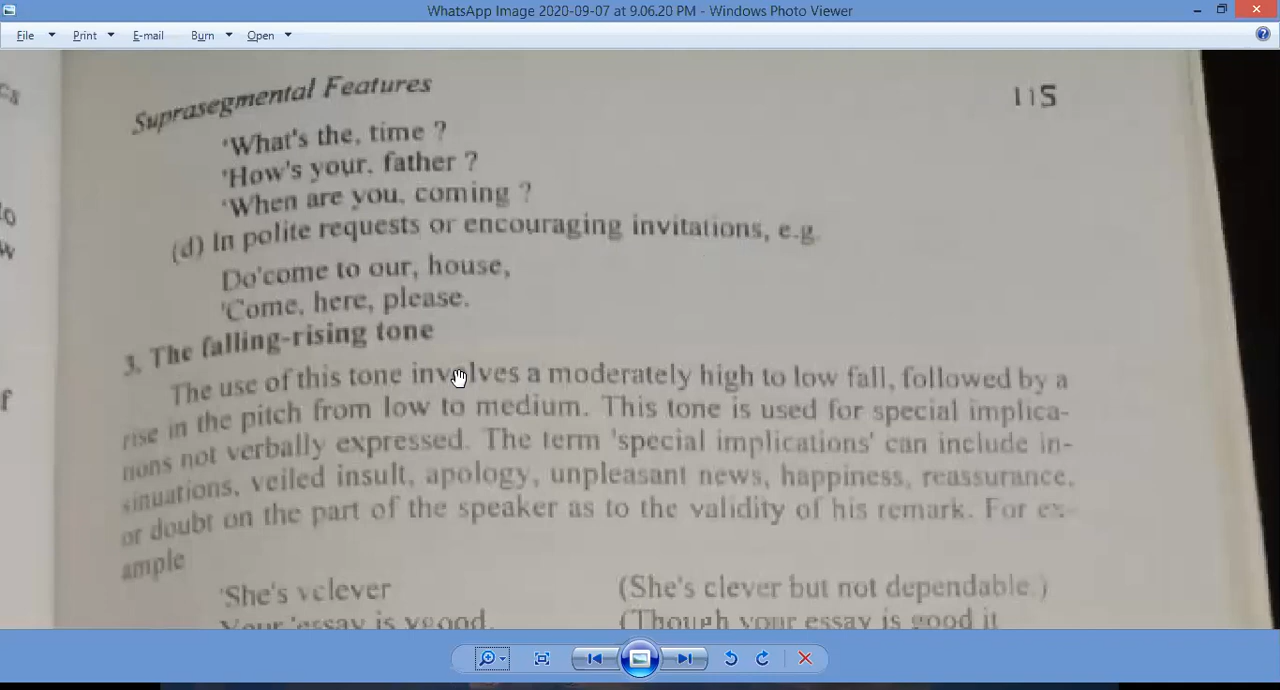 WhatsApp Image 2020-09-07 at 9.06.20 PM - Windows Photo Viewer
File Print E-mail Burn Open
Suprasegmental Features 115
'What's the, time ?
'How's your, father ?
'When are you, coming ?
(d) In polite requests or encouraging invitations, e.g.
Do'come to our, house,
'Come, here, please.
3. The falling-rising tone
The use of this tone involves a moderately high to low fall, followed by a
rise in the pitch from low to medium. This tone is used for special implica-
tions not verbally expressed. The term 'special implications' can include in-
sinuations, veiled insult, apology, unpleasant news, happiness, reassurance,
or doubt on the part of the speaker as to the validity of his remark. For ex-
ample
'She's vclever (She's clever but not dependable.)
Your 'essay is vgood. (Though your essay is good it